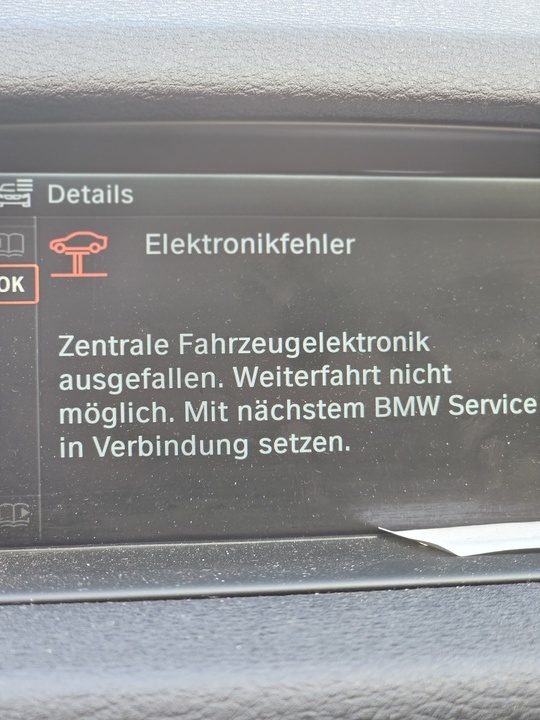 Details
Elektronikfehler
OK
Zentrale Fahrzeugelektronik
ausgefallen. Weiterfahrt nicht
möglich. Mit nächstem BMW Service
in Verbindung setzen.